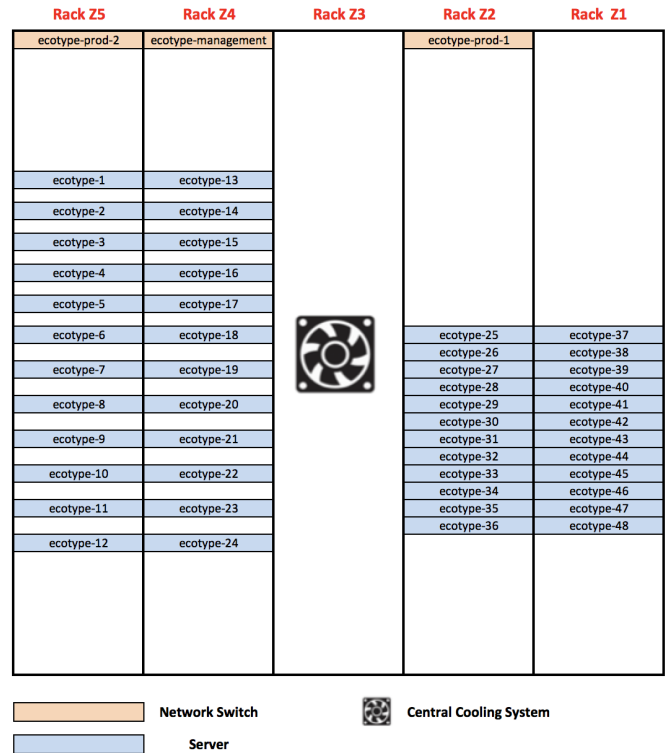 Rack Z5 Rack Z4 Rack Z3 Rack Z2 Rack Z1
ecotype-prod-2 ecotype-management ecotype-prod-1
ecotype-1 ecotype-13
ecotype-2 ecotype-14
ecotype-3 ecotype-15
ecotype-4 ecotype-16
ecotype-5 ecotype-17
ecotype-6 ecotype-18 ecotype-25 ecotype-37
ecotype-26 ecotype-38
ecotype-7 ecotype-19 ecotype-27 ecotype-39
ecotype-28 ecotype-40
ecotype-8 ecotype-20 ecotype-29 ecotype-41
ecotype-30 ecotype-42
ecotype-9 ecotype-21 ecotype-31 ecotype-43
ecotype-32 ecotype-44
ecotype-10 ecotype-22 ecotype-33 ecotype-45
ecotype-34 ecotype-46
ecotype-11 ecotype-23 ecotype-35 ecotype-47
ecotype-36 ecotype-48
ecotype-12 ecotype-24
Network Switch Central Cooling System
Server